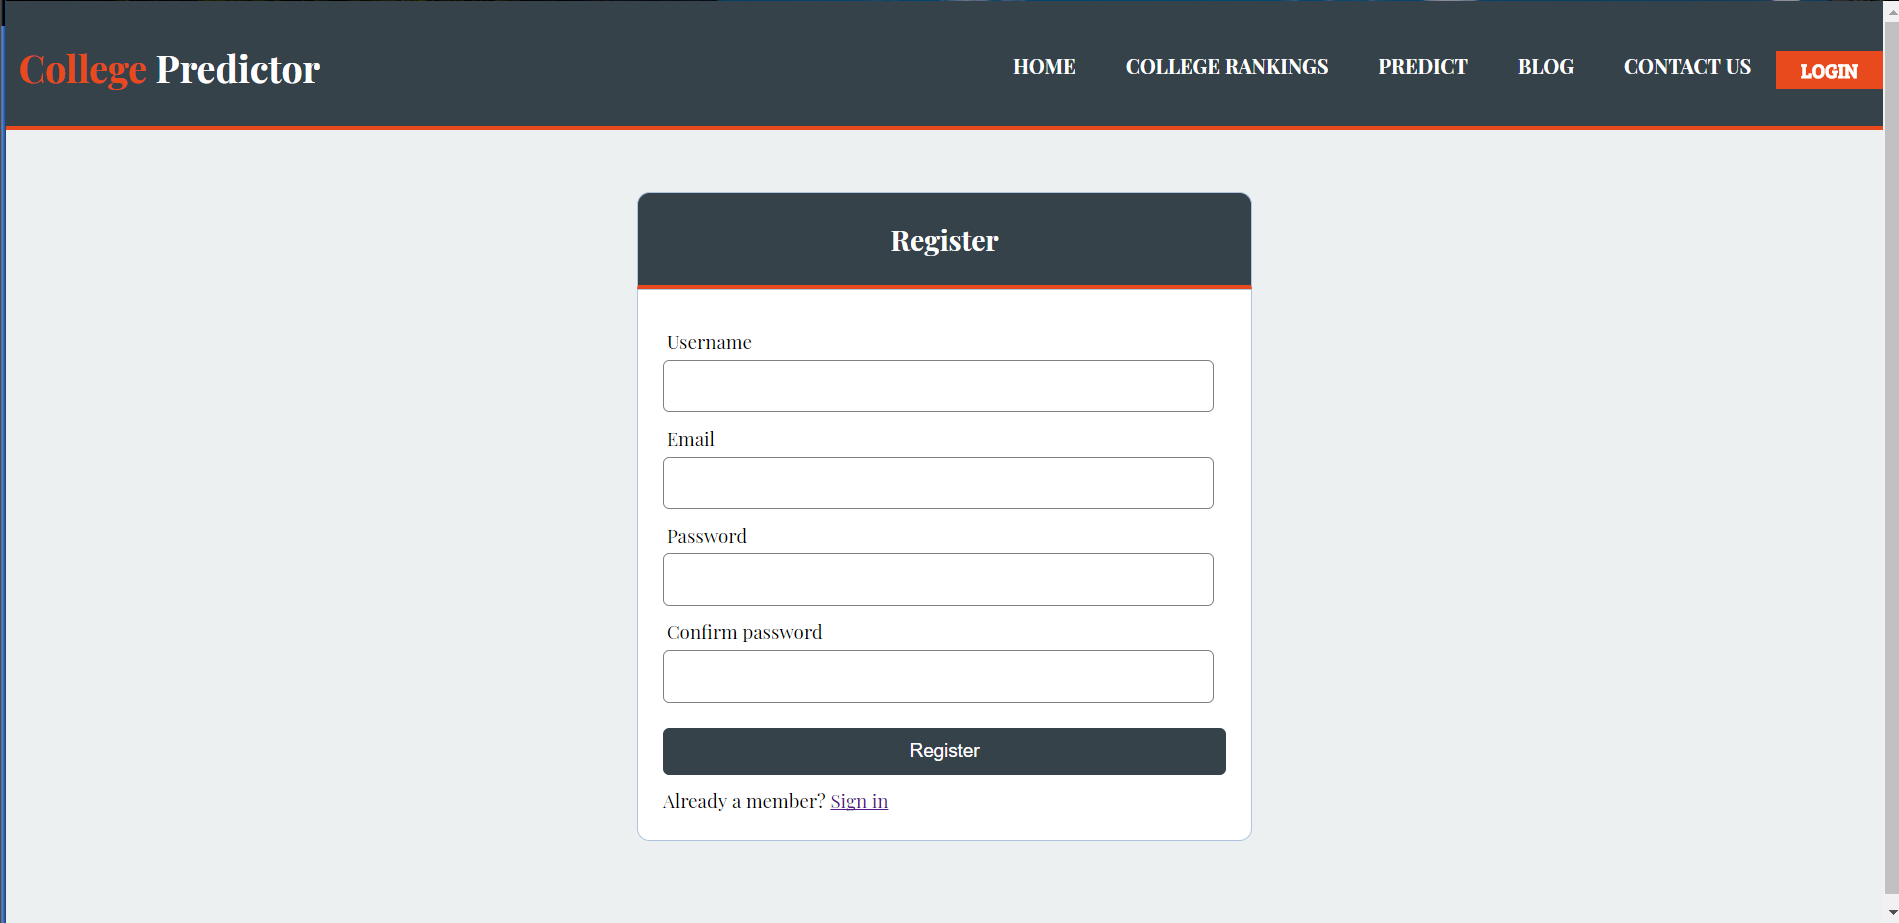 College Predictor
HOME COLLEGE RANKINGS PREDICT BLOG CONTACT US LOGIN
Register
Username
Email
Password
Confirm password
Register
Already a member? Sign in